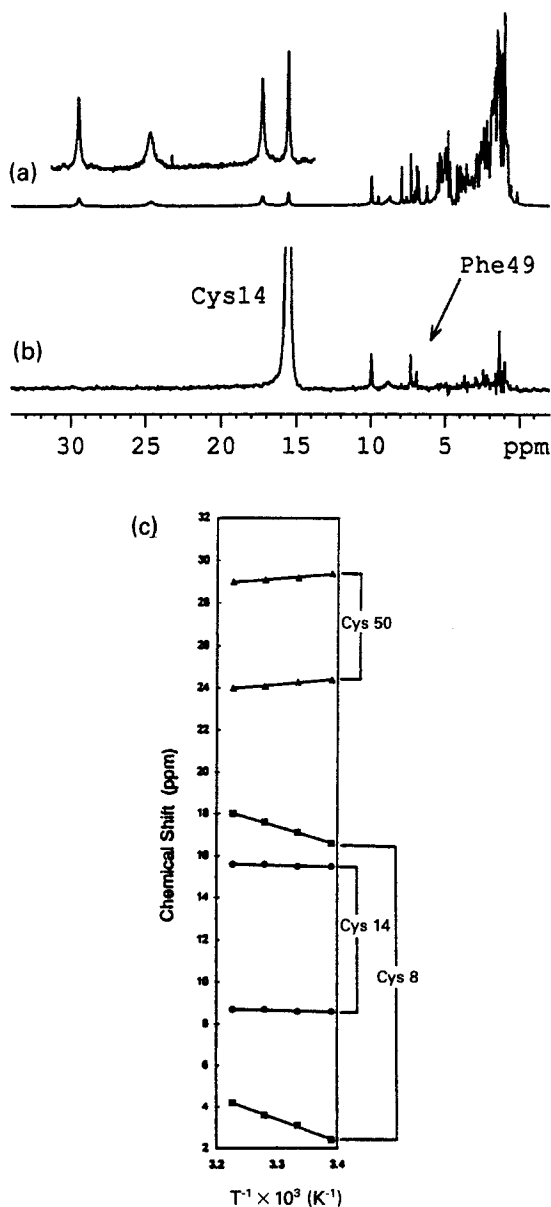 (a)
Cys14
Phe49
(b)
30 25 20 15 10 5 ppm
(c)
32
30
28
26
24
22
20
18
16
14
12
10
8
6
4
2
Chemical Shift (ppm)
Cys 50
Cys 14
Cys 8
3.2 3.3 3.4
T⁻¹ × 10³ (K⁻¹)